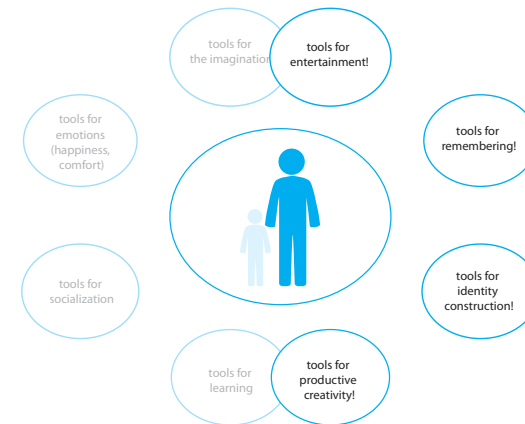 tools for
the imagination
tools for
entertainment!
tools for
emotions
(happiness,
comfort)
tools for
remembering!
tools for
socialization
tools for
identity
construction!
tools for
learning
tools for
productive
creativity!